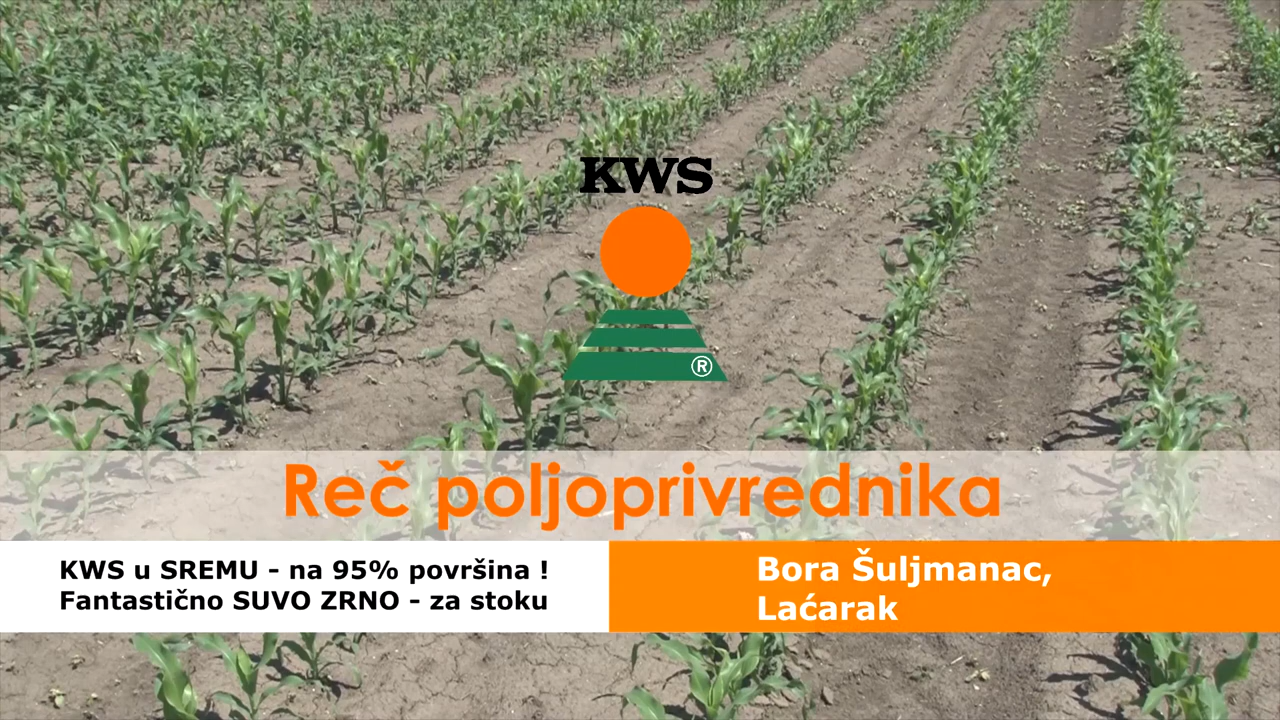 KWS
®
Reč poljoprivrednika
KWS u SREMU - na 95% površina !
Fantastično SUVO ZRNO - za stoku
Bora Šuljmanac,
Laćarak